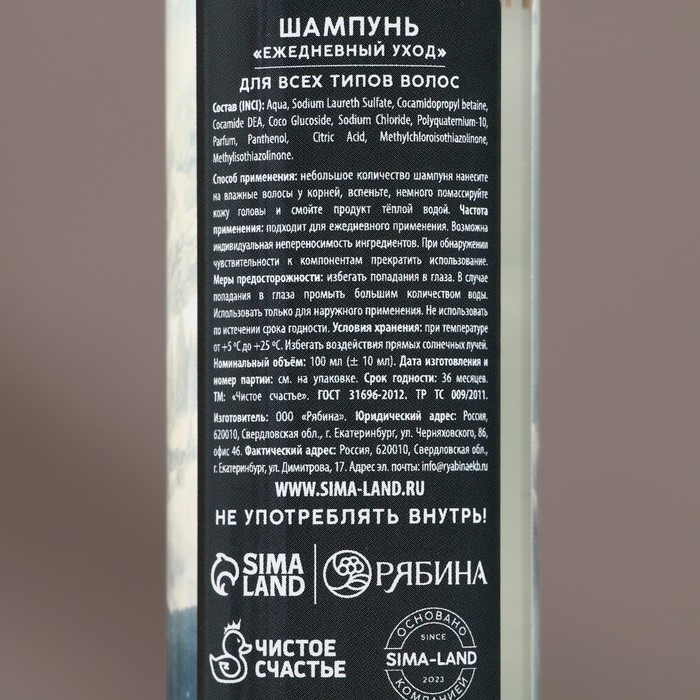 ШАМПУНЬ
«ЕЖЕДНЕВНЫЙ УХОД»
ДЛЯ ВСЕХ ТИПОВ ВОЛОС
Состав (INCI): Aqua, Sodium Laureth Sulfate, Cocamidopropyl betaine,
Cocamide DEA, Coco Glucoside, Sodium Chloride, Polyquaternium-10,
Parfum, Panthenol, Citric Acid, Methylchloroisothiazolinone,
Methylisothiazolinone.
Способ применения: небольшое количество шампуня нанесите
на влажные волосы у корней, вспеньте, немного помассируйте
кожу головы и смойте продукт тёплой водой. Частота
применения: подходит для ежедневного применения. Возможна
индивидуальная непереносимость ингредиентов. При обнаружении
чувствительности к компонентам прекратить использование.
Меры предосторожности: избегать попадания в глаза. В случае
попадания в глаза промыть большим количеством воды.
Использовать только для наружного применения. Не использовать
по истечении срока годности. Условия хранения: при температуре
от +5 °С до +25 °С. Избегать воздействия прямых солнечных лучей.
Номинальный объём: 100 мл (± 10 мл). Дата изготовления и
номер партии: см. на упаковке. Срок годности: 36 месяцев.
ТМ: «Чистое счастье». ГОСТ 31696-2012. ТР ТС 009/2011.
Изготовитель: ООО «Рябина». Юридический адрес: Россия,
620010, Свердловская обл., г. Екатеринбург, ул. Черняховского, 86,
офис 46. Фактический адрес: Россия, 620010, Свердловская обл.,
г. Екатеринбург, ул. Димитрова, 17. Адрес эл. почты: info@ryabinaekb.ru
WWW.SIMA-LAND.RU
НЕ УПОТРЕБЛЯТЬ ВНУТРЬ!
SIMA
LAND
РЯБИНА
ЧИСТОЕ
СЧАСТЬЕ
ОСНОВАНО
SINCE
SIMA-LAND
2023
КОМПАНИЕЙ